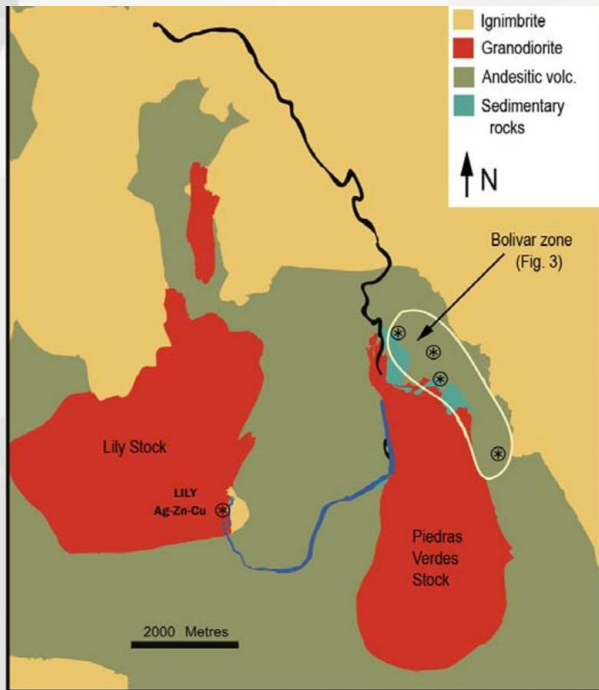 Ignimbrite
Granodiorite
Andesitic volc.
Sedimentary
rocks
N
Bolivar zone
(Fig. 3)
Lily Stock
LILY
Ag-Zn-Cu
Piedras
Verdes
Stock
2000 Metres